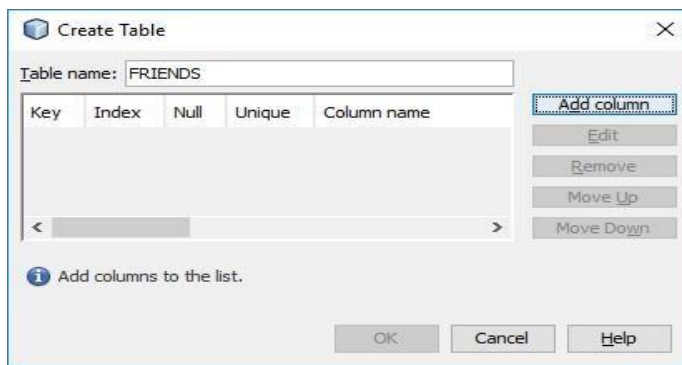 Create Table
Table name: FRIENDS
Key Index Null Unique Column name
Add column
Edit
Remove
Move Up
Move Down
Add columns to the list.
OK Cancel Help